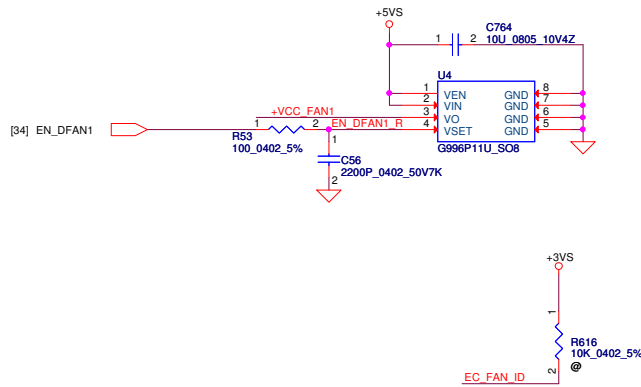 +5VS
C764
1 2 10U_0805_10V4Z
U4
1 VEN GND 8
2 VIN GND 7
+VCC_FAN1 3 VO GND 6
[34] EN_DFAN1 EN_DFAN1_R 4 VSET GND 5
R53
1 2
100_0402_5%
G996P11U_SO8
1
C56
2200P_0402_50V7K
2
+3VS
1
R616
10K_0402_5%
@
2
EC_FAN_ID